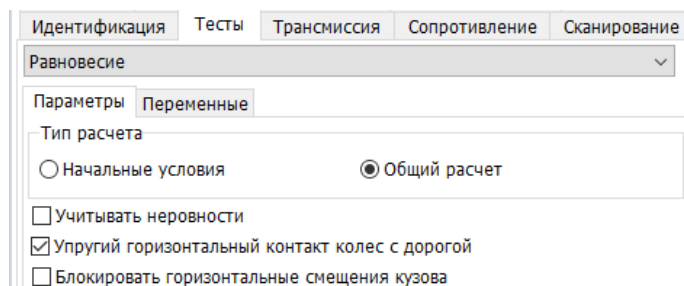 Идентификация Тесты Трансмиссия Сопротивление Сканирование
Равновесие
Параметры Переменные
Тип расчета
Начальные условия Общий расчет
Учитывать неровности
Упругий горизонтальный контакт колес с дорогой
Блокировать горизонтальные смещения кузова